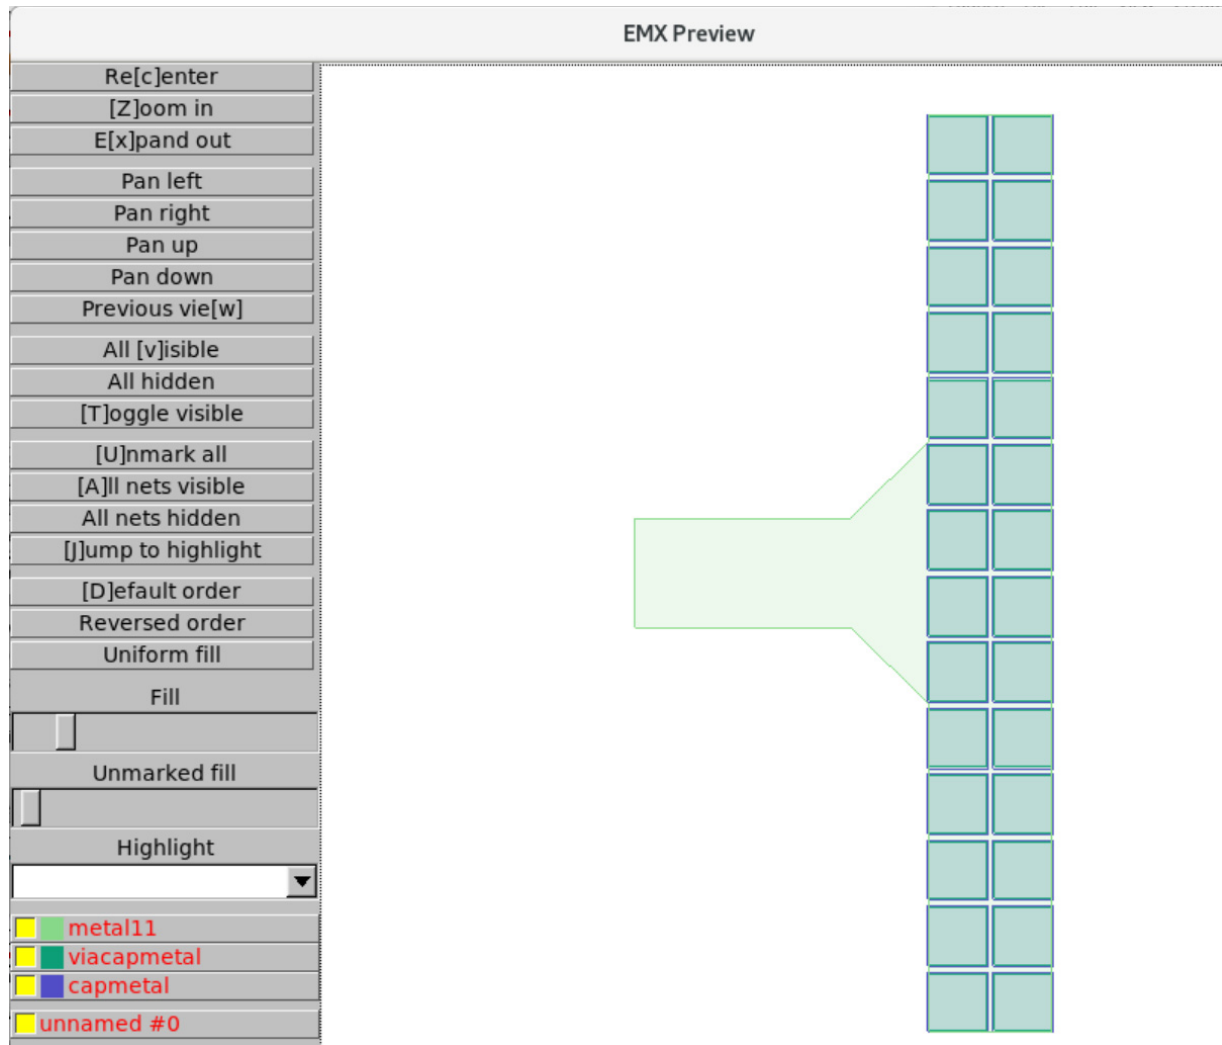 EMX Preview
Re[c]enter
[Z]oom in
E[x]pand out
Pan left
Pan right
Pan up
Pan down
Previous vie[w]
All [v]isible
All hidden
[T]oggle visible
[U]nmark all
[A]ll nets visible
All nets hidden
[J]ump to highlight
[D]efault order
Reversed order
Uniform fill
Fill
Unmarked fill
Highlight
metal11
viacapmetal
capmetal
unnamed #0